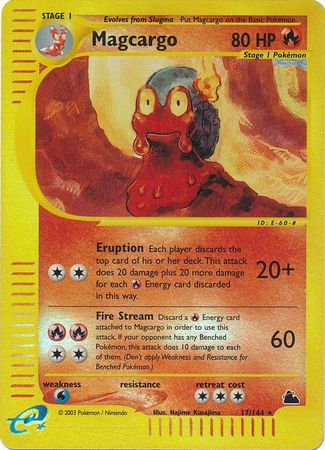 STAGE 1
Evolves from Slugma Put Magcargo on the Basic Pokémon
Magcargo 80 HP
Stage 1 Pokémon
ID: E-60-#
Eruption Each player discards the
top card of his or her deck. This attack
does 20 damage plus 20 more damage
for each Energy card discarded
in this way.
20+
Fire Stream Discard a Energy card
attached to Magcargo in order to use this
attack. If your opponent has any Benched
Pokémon, this attack does 10 damage to each
of them. (Don't apply Weakness and Resistance for
Benched Pokémon.)
60
weakness resistance retreat cost
e
© 2003 Pokémon / Nintendo Illus. Hajime Kusajima 17/144 ★